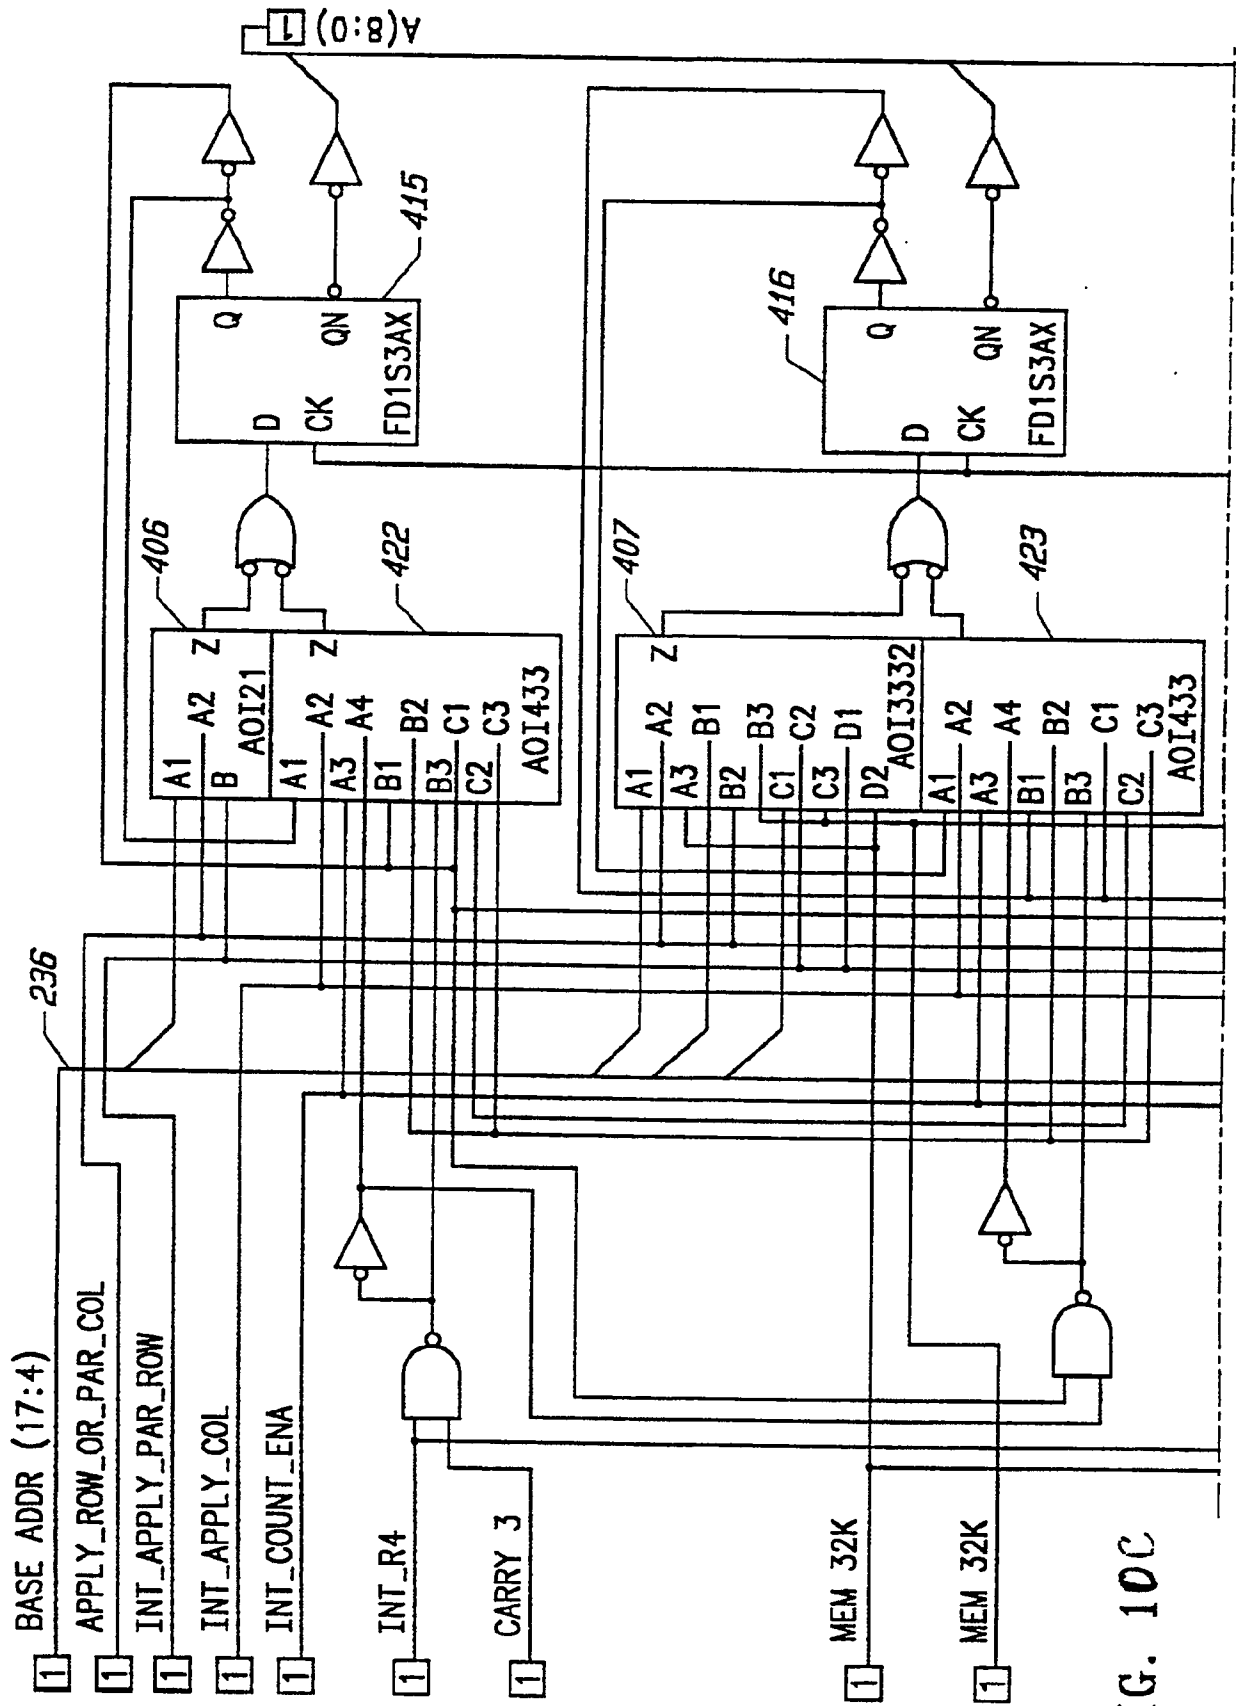 BASE ADDR (17:4)
APPLY_ROW_OR_PAR_COL
INT_APPLY_PAR_ROW
INT_APPLY_COL
INT_COUNT_ENA
INT_R4
CARRY 3
MEM 32K
MEM 32K
1
1
1
1
1
1
1
1
1
236
A1
A2
B
Z
AOI21
406
A1
A2
A3
A4
B1
B2
B3
C1
C2
C3
Z
AOI433
422
D
Q
CK
QN
FD1S3AX
415
1
A(8:0)
A1
A2
A3
B1
B2
B3
C1
C2
C3
D1
D2
Z
AOI3332
407
A1
A2
A3
A4
B1
B2
B3
C1
C2
C3
AOI433
423
D
Q
CK
QN
FD1S3AX
416
G. 10C